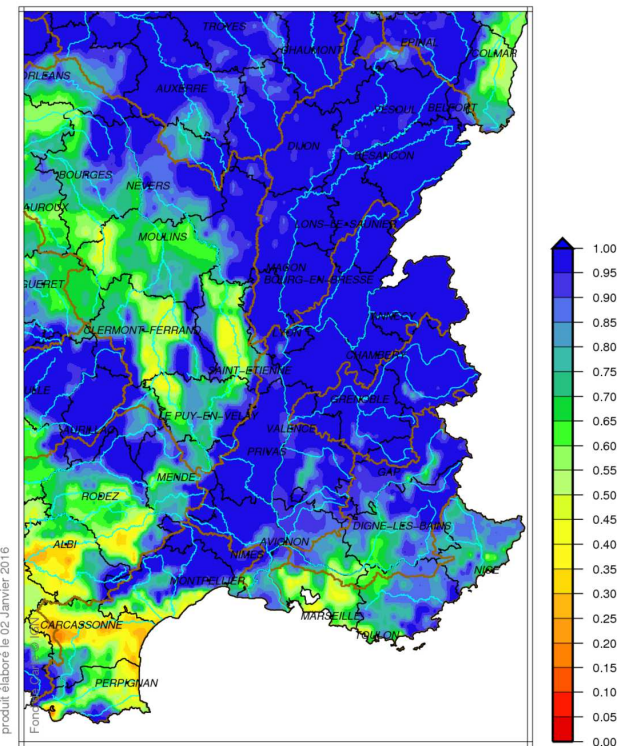 TROYES
CHAUMONT
EPINAL
COLMAR
ORLEANS
AUXERRE
VESOUL
BELFORT
DIJON
BESANCON
BOURGES
NEVERS
AUROUX
LONS-LE-SAUNIER
MOULINS
MACON
BOURG-EN-BRESSE
GUERET
ANNECY
CLERMONT-FERRAND
LYON
CHAMBERY
SAINT-ETIENNE
GRENOBLE
LE PUY-EN-VELAY
AURILLAC
VALENCE
PRIVAS
GAP
MENDE
RODEZ
DIGNE-LES-BAINS
ALBI
AVIGNON
NIMES
NICE
MONTPELLIER
MARSEILLE
CARCASSONNE
TOULON
PERPIGNAN
1.00
0.95
0.90
0.85
0.80
0.75
0.70
0.65
0.60
0.55
0.50
0.45
0.40
0.35
0.30
0.25
0.20
0.15
0.10
0.05
0.00
produit élaboré le 02 Janvier 2016